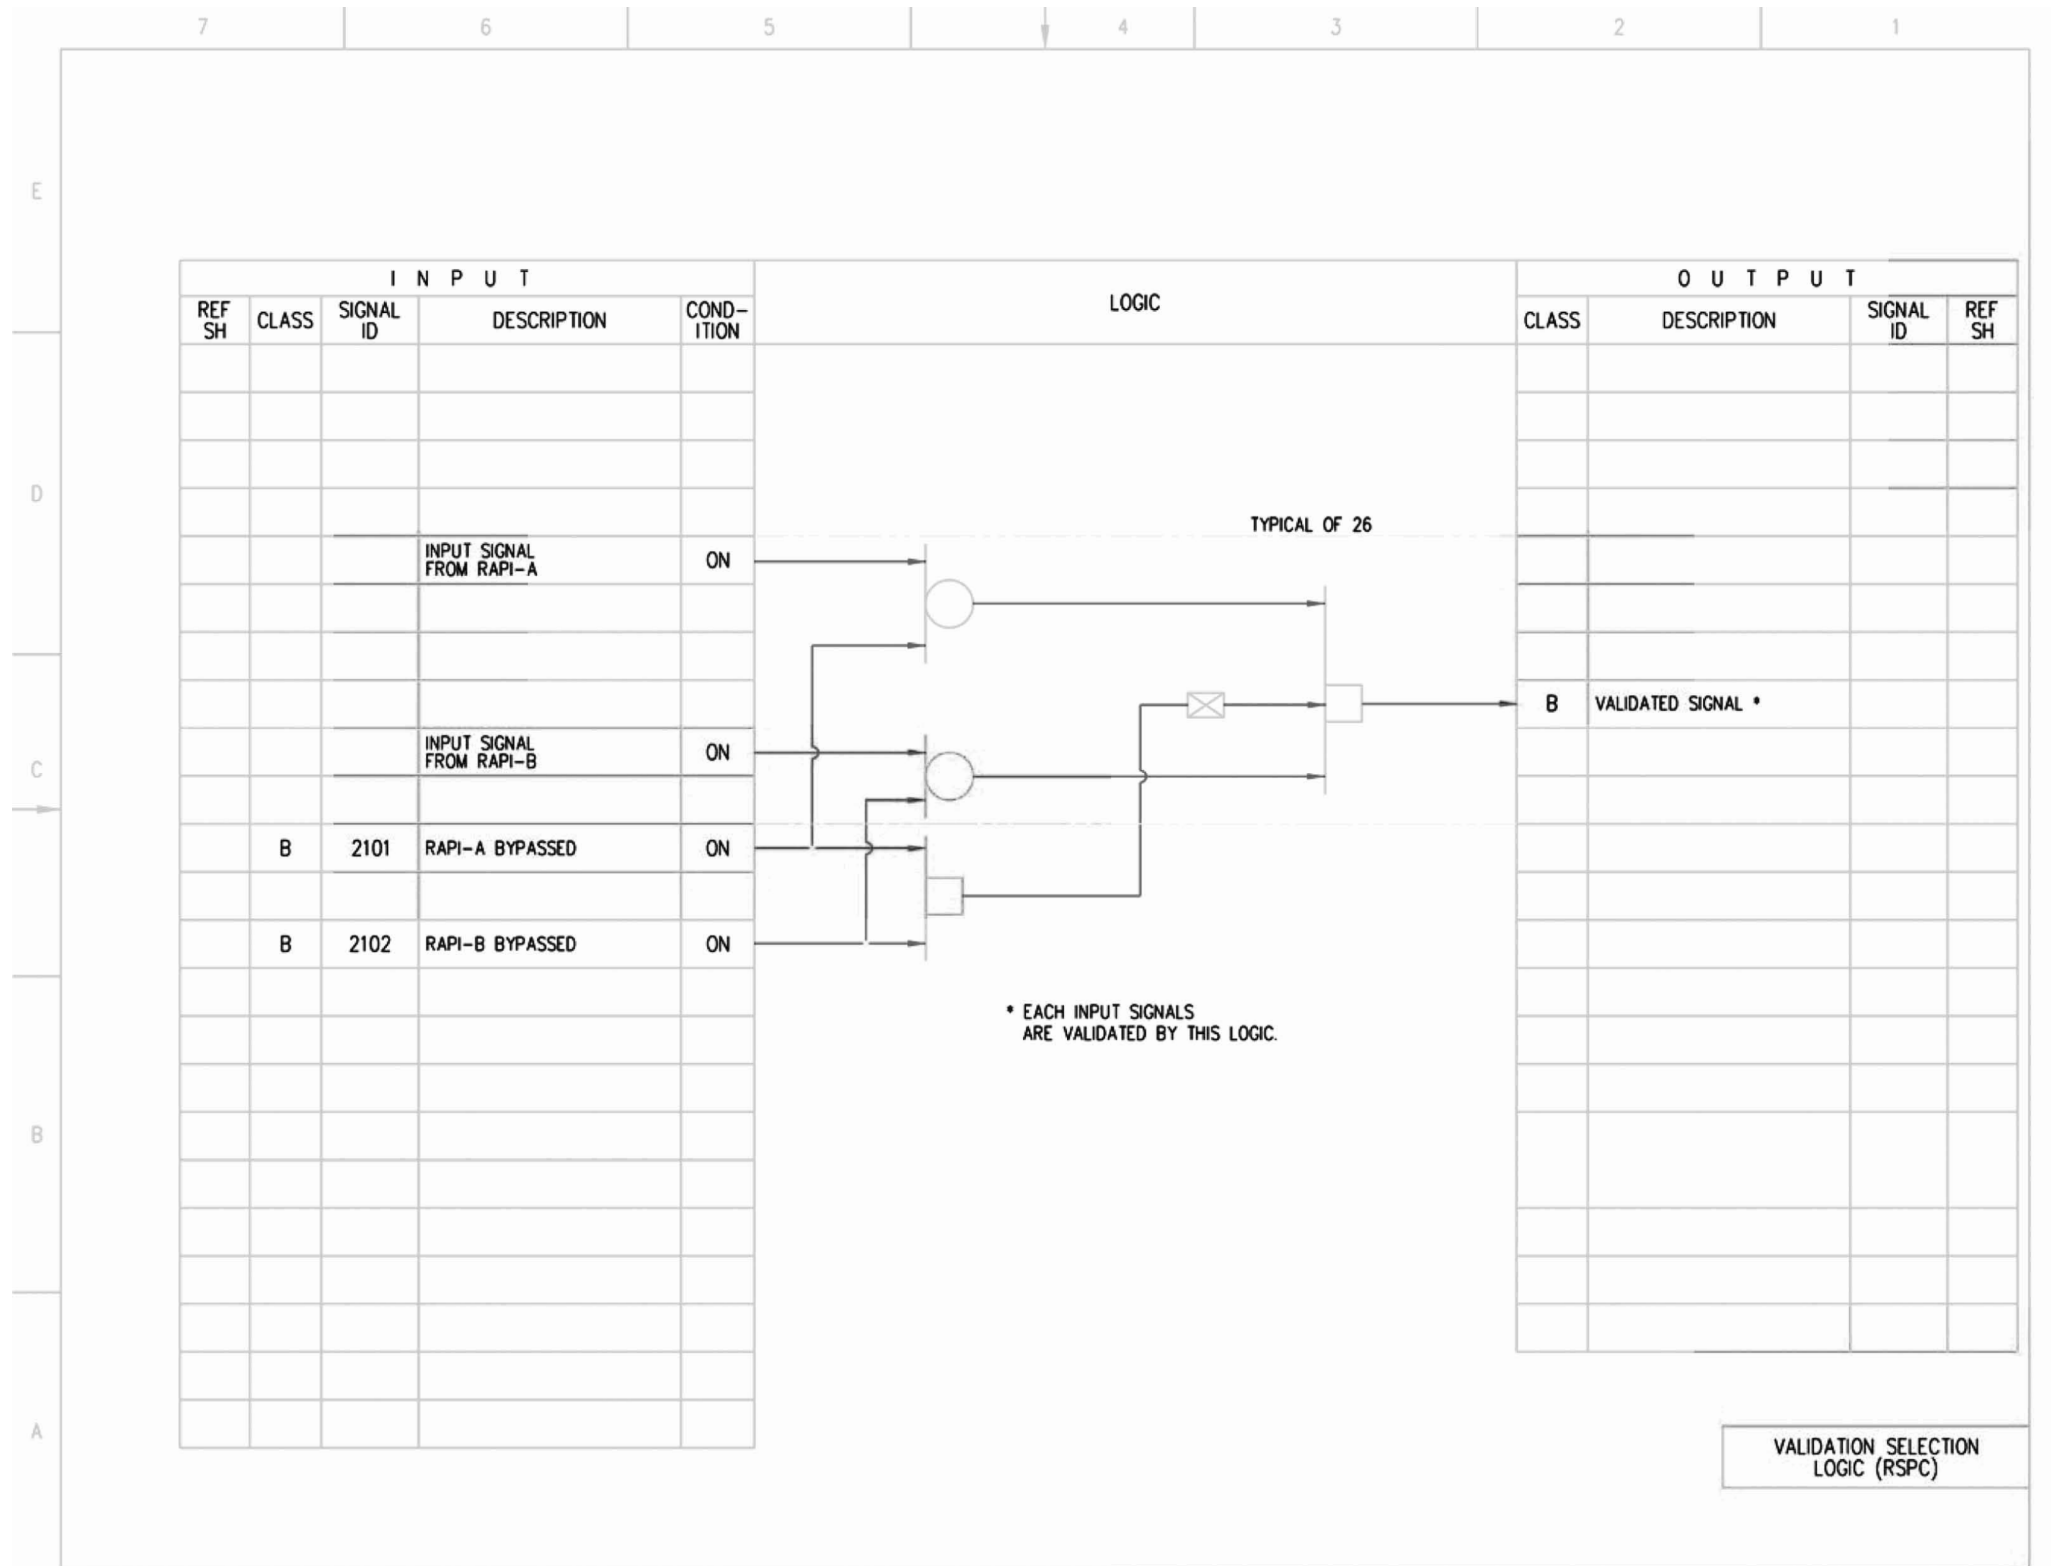 7 6 5 4 3 2 1
E
D
C
B
A
I N P U T
LOGIC
O U T P U T
REF
SH
CLASS
SIGNAL
ID
DESCRIPTION
COND-
ITION
CLASS
DESCRIPTION
SIGNAL
ID
REF
SH
TYPICAL OF 26
INPUT SIGNAL
FROM RAPI-A
ON
B VALIDATED SIGNAL *
INPUT SIGNAL
FROM RAPI-B
ON
B 2101 RAPI-A BYPASSED ON
B 2102 RAPI-B BYPASSED ON
* EACH INPUT SIGNALS
ARE VALIDATED BY THIS LOGIC.
VALIDATION SELECTION
LOGIC (RSPC)